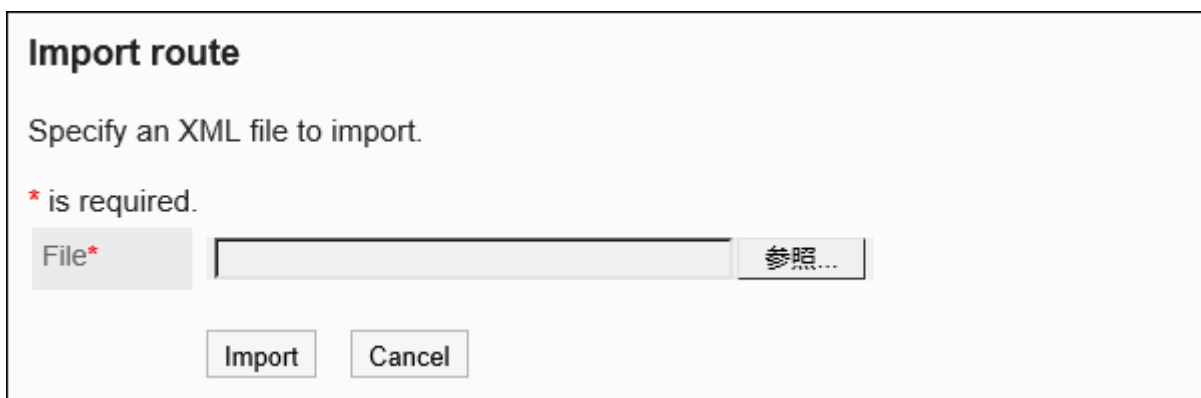 Import route
Specify an XML file to import.
* is required.
File* 参照...
Import Cancel